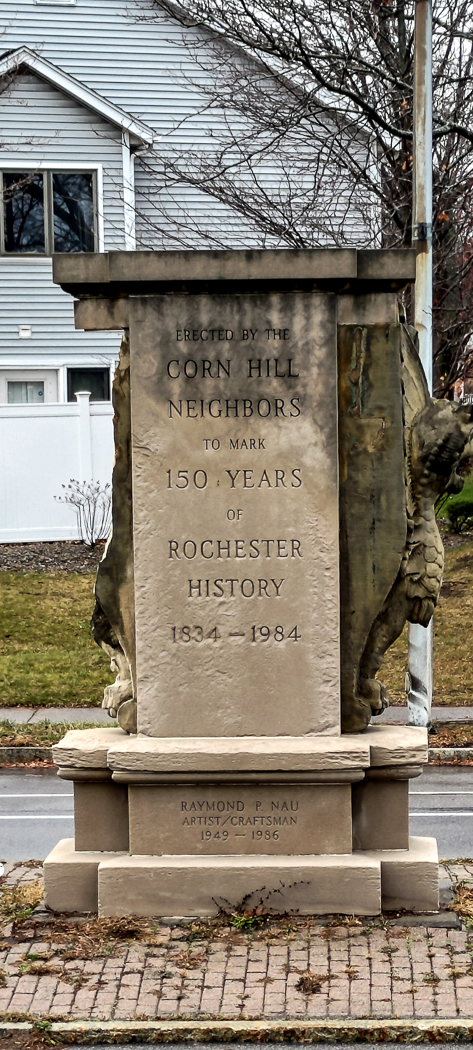 ERECTED BY THE
CORN HILL
NEIGHBORS
TO MARK
150 YEARS
OF
ROCHESTER
HISTORY
1834 – 1984
RAYMOND P. NAU
ARTIST/CRAFTSMAN
1949 – 1986